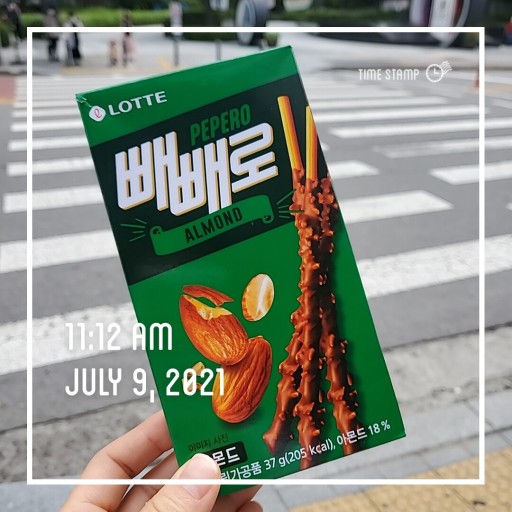 TIME STAMP
LOTTE
PEPERO
빼빼로
ALMOND
11:12 AM
JULY 9, 2021
이미지 사진
몬드
37 g(205 kcal), 아몬드 18 %